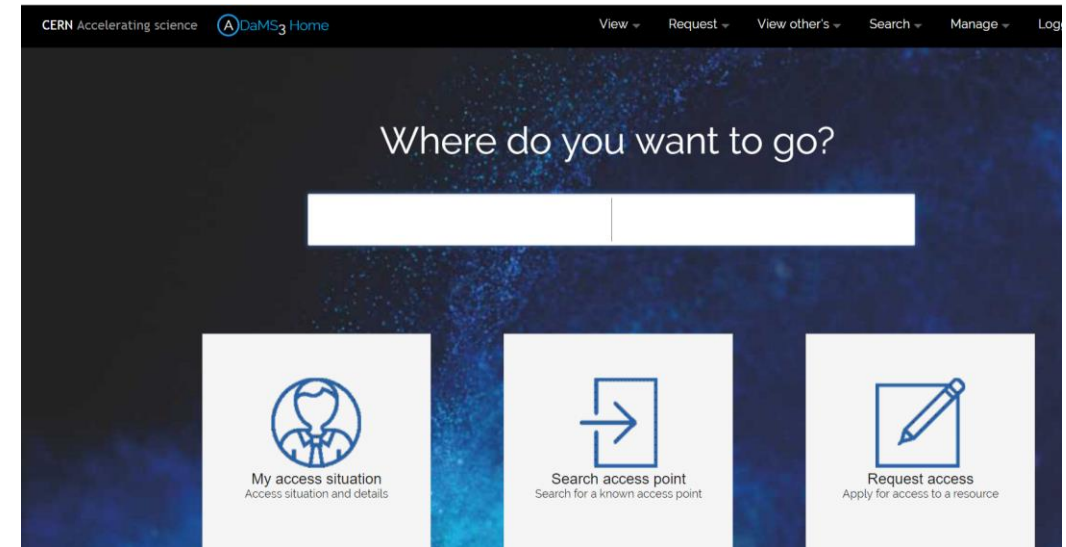 CERN Accelerating science ADaMS3 Home View Request View other's Search Manage
Where do you want to go?
My access situation
Access situation and details
Search access point
Search for a known access point
Request access
Apply for access to a resource